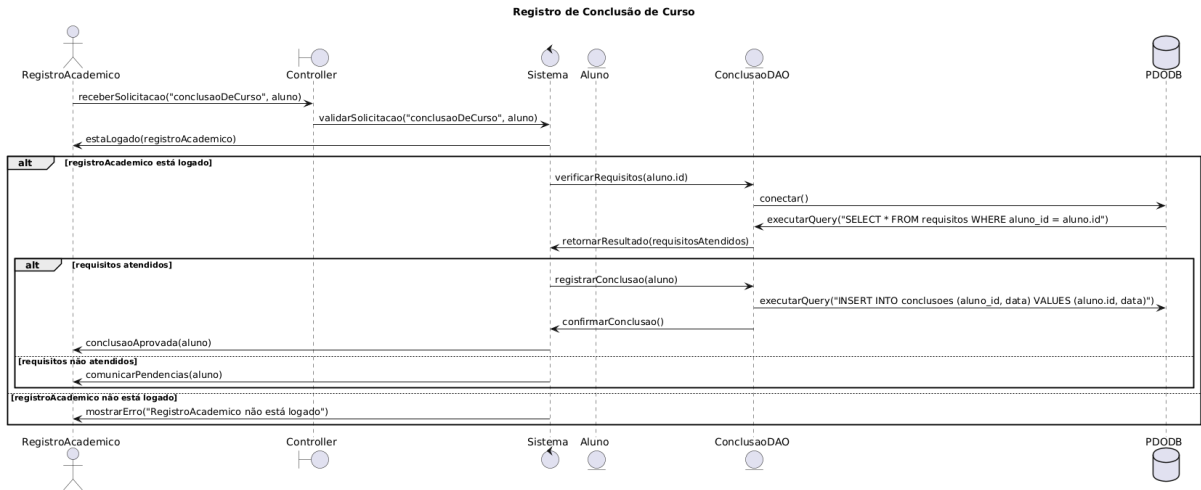 Registro de Conclusão de Curso
RegistroAcademico Controller Sistema Aluno ConclusaoDAO PDODB
receberSolicitacao("conclusaoDeCurso", aluno)
validarSolicitacao("conclusaoDeCurso", aluno)
estaLogado(registroAcademico)
alt [registroAcademico está logado]
verificarRequisitos(aluno.id)
conectar()
executarQuery("SELECT * FROM requisitos WHERE aluno_id = aluno.id")
retornarResultado(requisitosAtendidos)
alt [requisitos atendidos]
registrarConclusao(aluno)
executarQuery("INSERT INTO conclusoes (aluno_id, data) VALUES (aluno.id, data)")
confirmarConclusao()
conclusaoAprovada(aluno)
[requisitos não atendidos]
comunicarPendencias(aluno)
[registroAcademico não está logado]
mostrarErro("RegistroAcademico não está logado")
RegistroAcademico Controller Sistema Aluno ConclusaoDAO PDODB